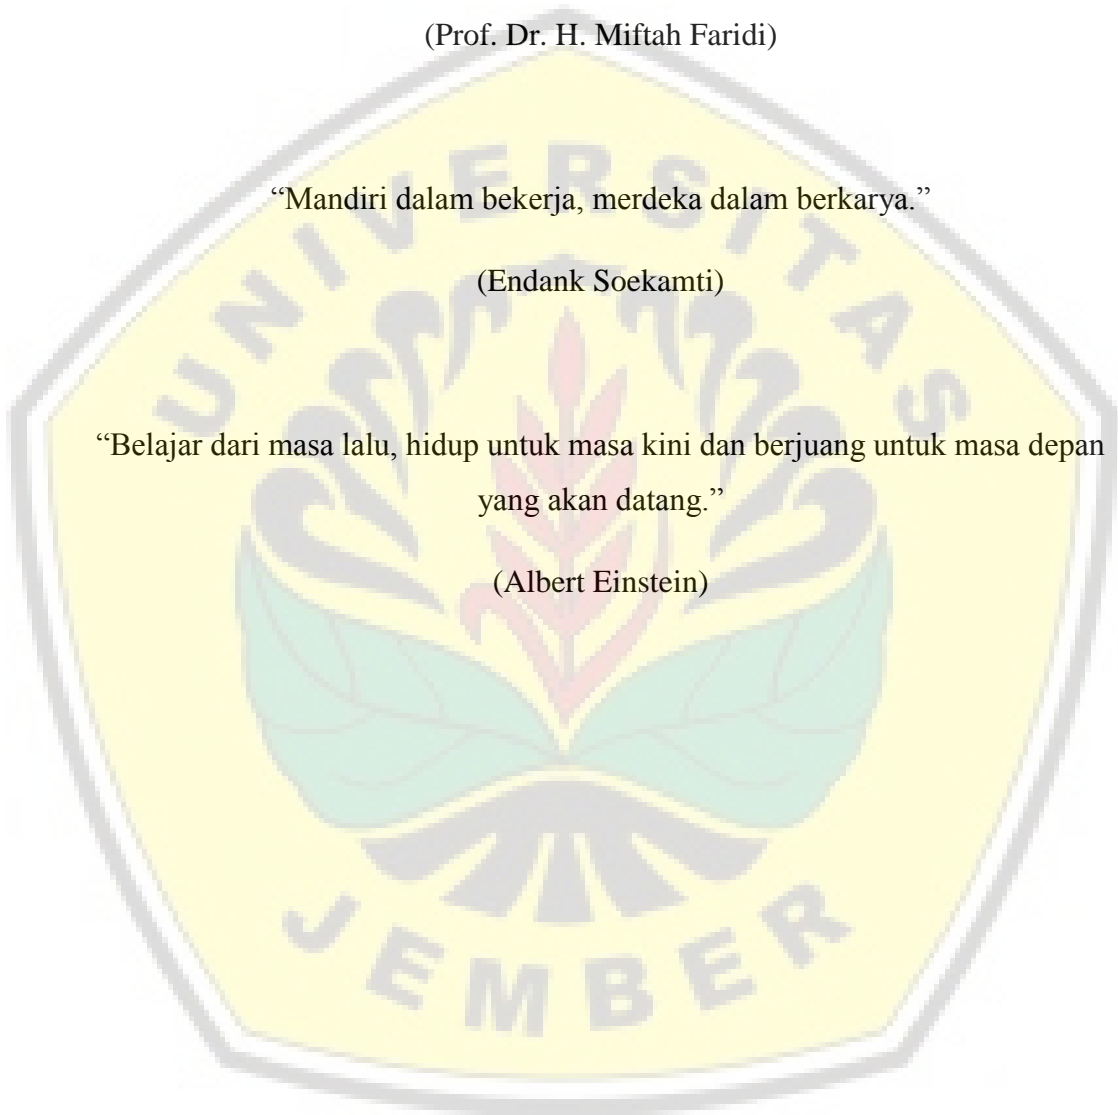 (Prof. Dr. H. Miftah Faridi)
“Mandiri dalam bekerja, merdeka dalam berkarya.”
(Endank Soekamti)
“Belajar dari masa lalu, hidup untuk masa kini dan berjuang untuk masa depan
yang akan datang.”
(Albert Einstein)
UNIVERSITAS
JEMBER